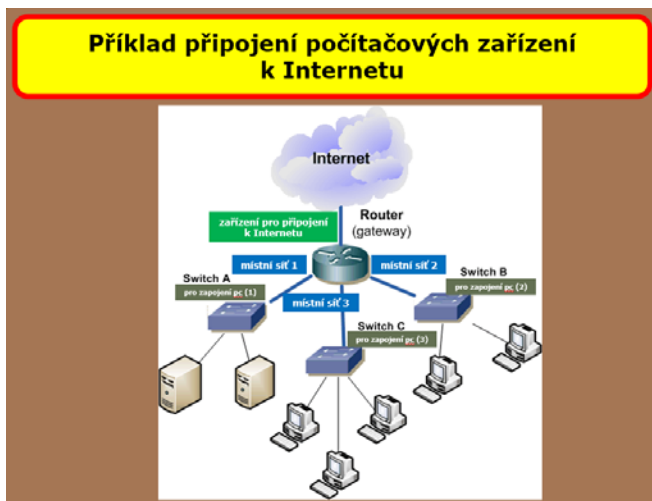 Příklad připojení počítačových zařízení
k Internetu
Internet
zařízení pro připojení
k Internetu
Router
(gateway)
místní síť 1
místní síť 2
Switch A
pro zapojení pc (1)
Switch B
pro zapojení pc (2)
místní síť 3
Switch C
pro zapojení pc (3)